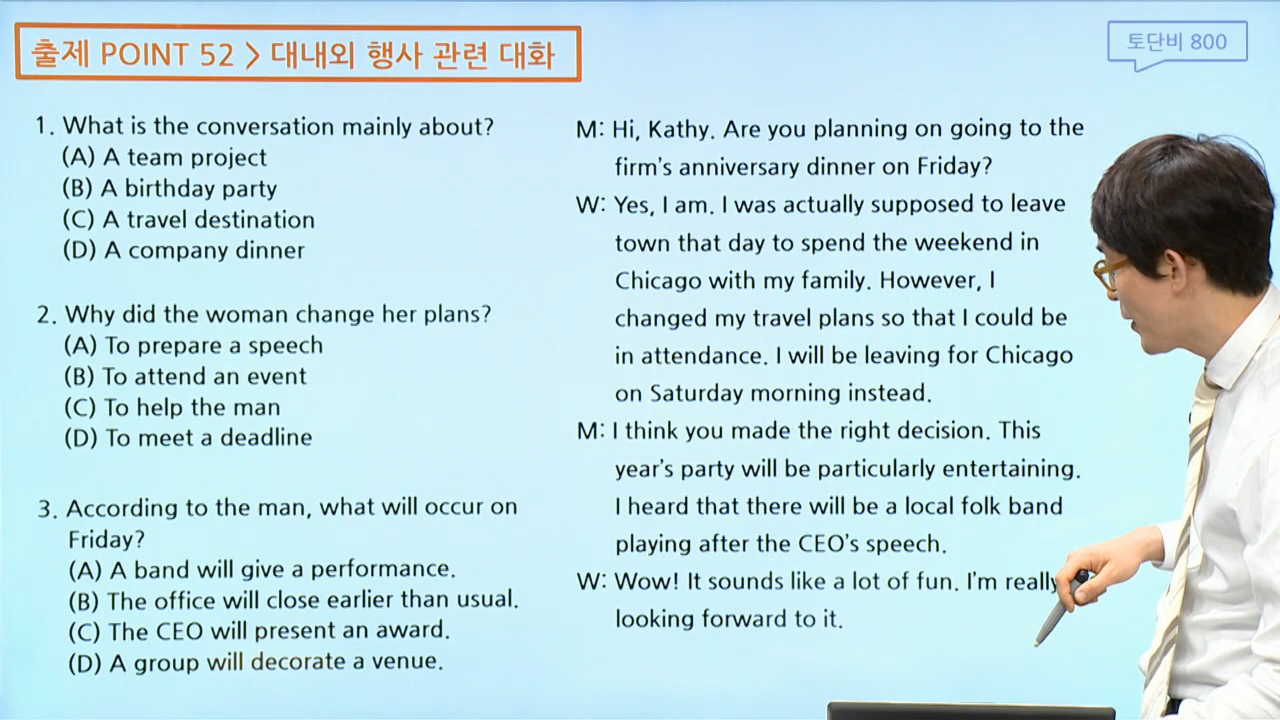 출제 POINT 52 > 대내외 행사 관련 대화
토단비 800
1. What is the conversation mainly about?
(A) A team project
(B) A birthday party
(C) A travel destination
(D) A company dinner
2. Why did the woman change her plans?
(A) To prepare a speech
(B) To attend an event
(C) To help the man
(D) To meet a deadline
3. According to the man, what will occur on
Friday?
(A) A band will give a performance.
(B) The office will close earlier than usual.
(C) The CEO will present an award.
(D) A group will decorate a venue.
M: Hi, Kathy. Are you planning on going to the
firm's anniversary dinner on Friday?
W: Yes, I am. I was actually supposed to leave
town that day to spend the weekend in
Chicago with my family. However, I
changed my travel plans so that I could be
in attendance. I will be leaving for Chicago
on Saturday morning instead.
M: I think you made the right decision. This
year's party will be particularly entertaining.
I heard that there will be a local folk band
playing after the CEO's speech.
W: Wow! It sounds like a lot of fun. I'm really
looking forward to it.